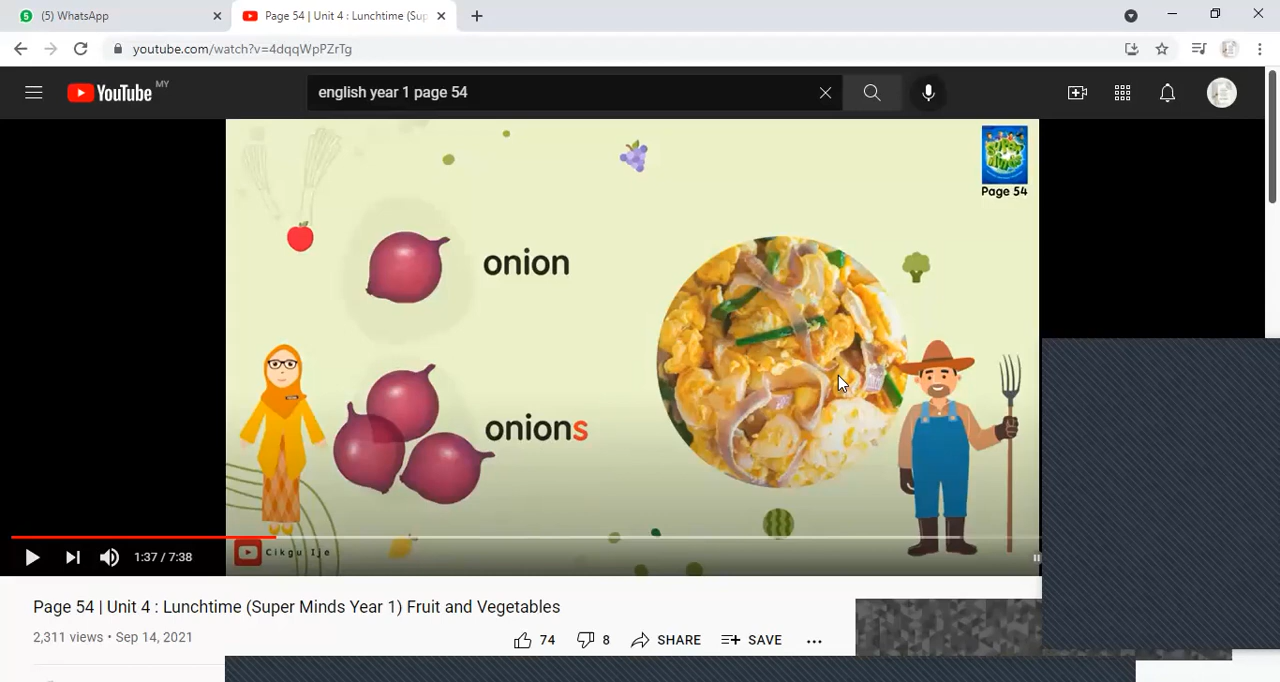 (5) WhatsApp
Page 54 | Unit 4 : Lunchtime (Sup
youtube.com/watch?v=4dqqWpPZrTg
YouTube MY
english year 1 page 54
Page 54
onion
onions
Cikgu Ije
1:37 / 7:38
Page 54 | Unit 4 : Lunchtime (Super Minds Year 1) Fruit and Vegetables
2,311 views • Sep 14, 2021
74
8
SHARE
SAVE